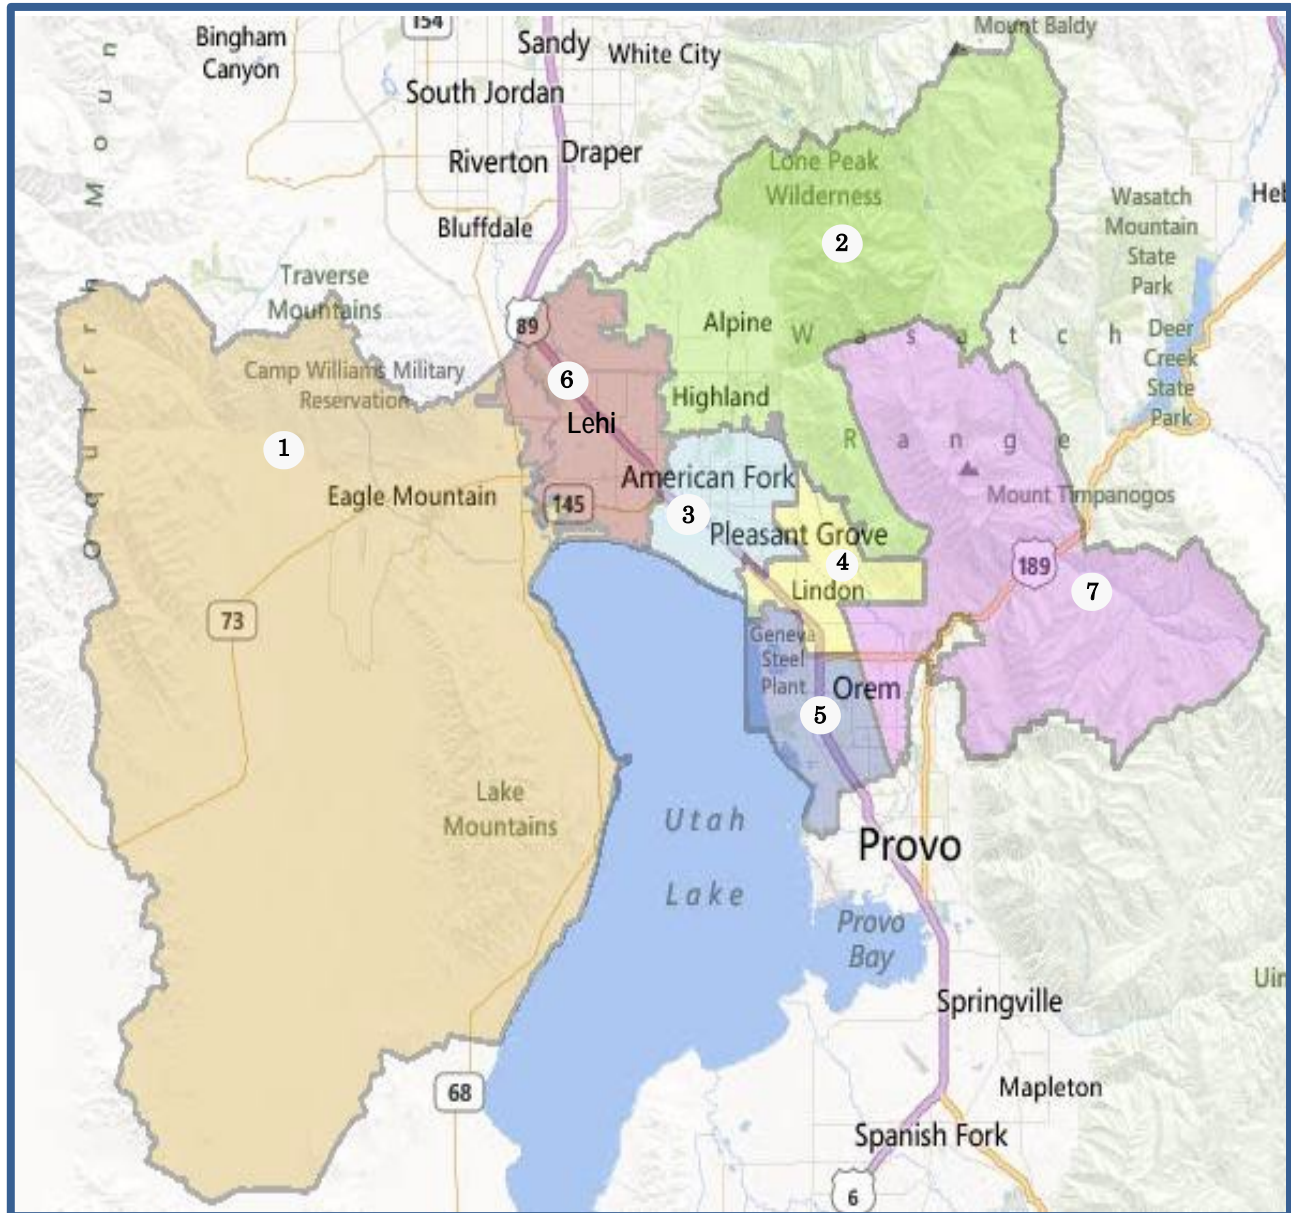 154
Mount Baldy
Bingham
Canyon
Sandy
White City
South Jordan
Riverton
Draper
Lone Peak
Wilderness
Wasatch
Mountain
State
Park
Bluffdale
2
Traverse
Mountains
89
Alpine
W a s a t c h
Deer
Creek
State
Park
Camp Williams Military
Reservation
6
Highland
Lehi
1
R a n g e
American Fork
Mount Timpanogos
Eagle Mountain
145
3
Pleasant Grove
4
189
Lindon
7
73
Geneva
Steel
Plant
Orem
5
Lake
Mountains
Utah
Lake
Provo
Provo
Bay
Springville
68
Mapleton
Spanish Fork
6